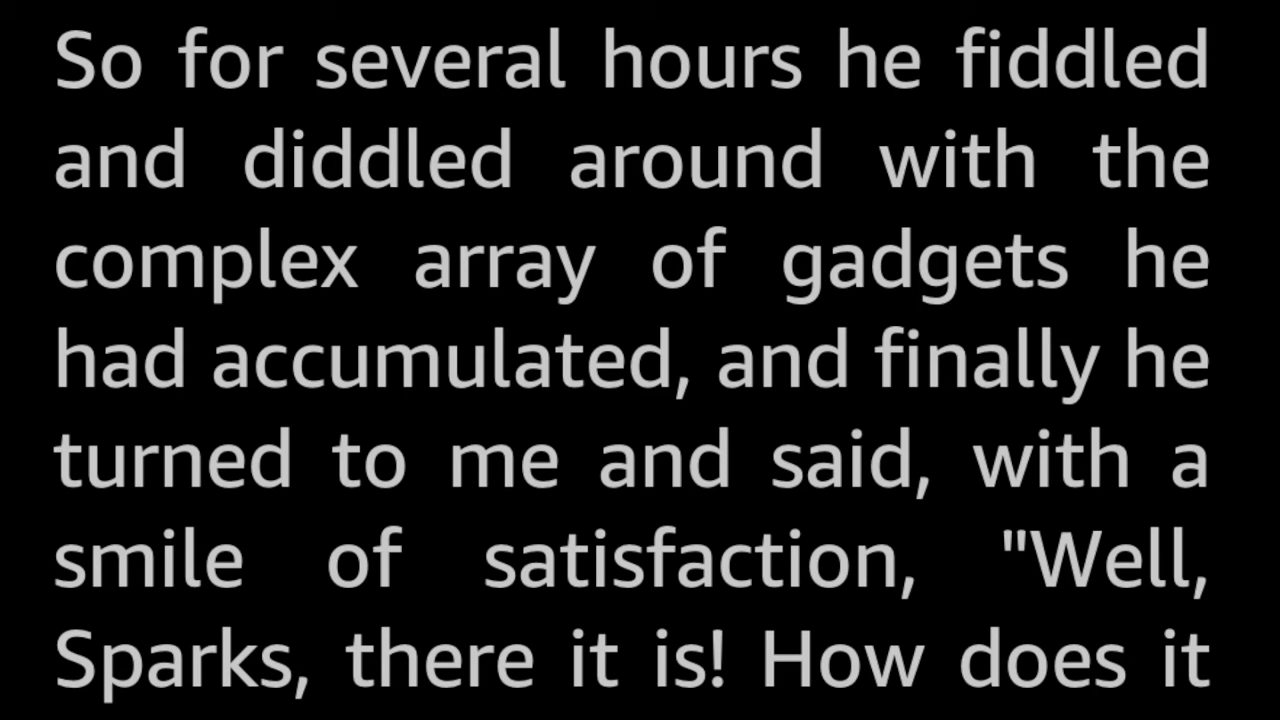 So for several hours he fiddled
and diddled around with the
complex array of gadgets he
had accumulated, and finally he
turned to me and said, with a
smile of satisfaction, "Well,
Sparks, there it is! How does it